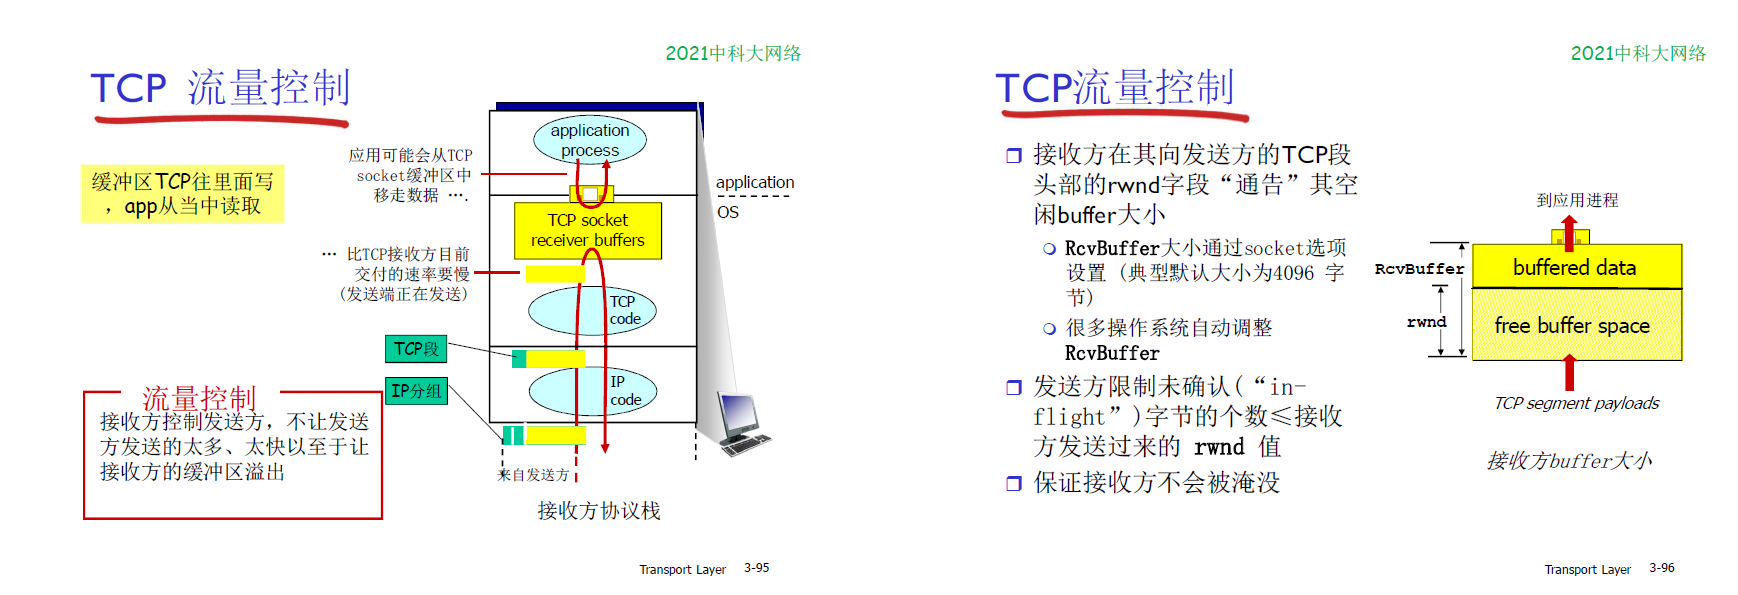 2021中科大网络
TCP 流量控制
缓冲区TCP往里面写
，app从当中读取
应用可能会从TCP
socket缓冲区中
移走数据 ….
… 比TCP接收方目前
交付的速率要慢
(发送端正在发送)
application
process
TCP socket
receiver buffers
TCP
code
IP
code
application
OS
TCP段
IP分组
流量控制
接收方控制发送方，不让发送
方发送的太多、太快以至于让
接收方的缓冲区溢出
来自发送方
接收方协议栈
Transport Layer 3-95
2021中科大网络
TCP流量控制
接收方在其向发送方的TCP段
头部的rwnd字段“通告”其空
闲buffer大小
RcvBuffer大小通过socket选项
设置 (典型默认大小为4096 字
节)
很多操作系统自动调整
RcvBuffer
发送方限制未确认(“in-
flight”)字节的个数≤接收
方发送过来的 rwnd 值
保证接收方不会被淹没
到应用进程
RcvBuffer
buffered data
rwnd
free buffer space
TCP segment payloads
接收方buffer大小
Transport Layer 3-96